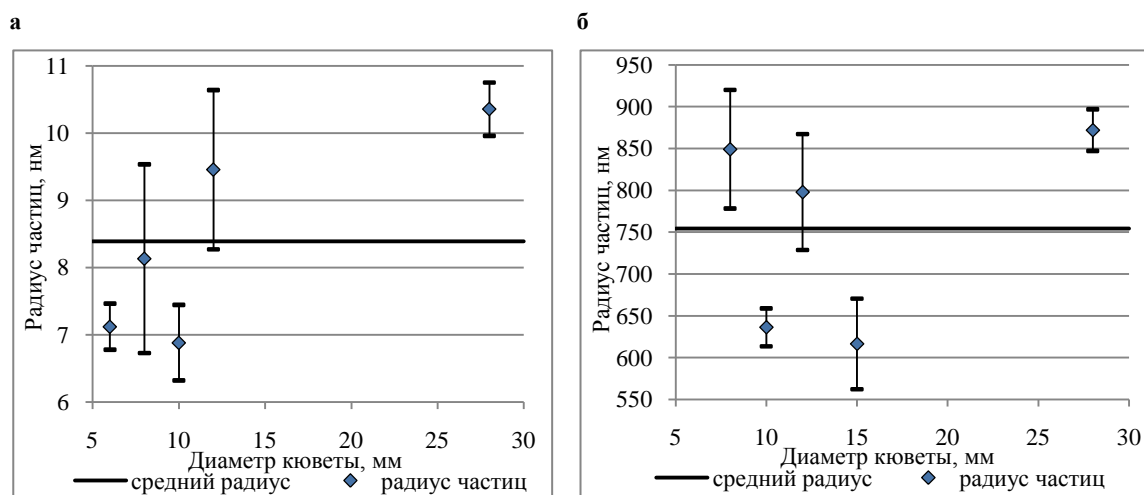 а
11
10
9
8
7
6
5 10 15 20 25 30
Радиус частиц, нм
Диаметр кюветы, мм
средний радиус радиус частиц
б
950
900
850
800
750
700
650
600
550
5 10 15 20 25 30
Радиус частиц, нм
Диаметр кюветы, мм
средний радиус радиус частиц